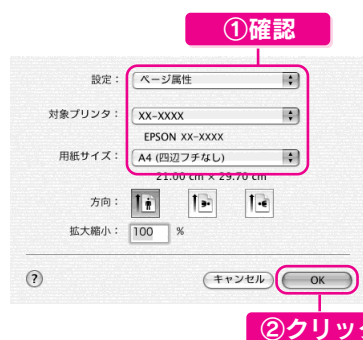 ①確認
設定： ページ属性
対象プリンタ： XX-XXXX
EPSON XX-XXXX
用紙サイズ： A4 (四辺フチなし)
21.00 cm × 29.70 cm
方向：
拡大縮小： 100 %
? キャンセル OK
②クリック